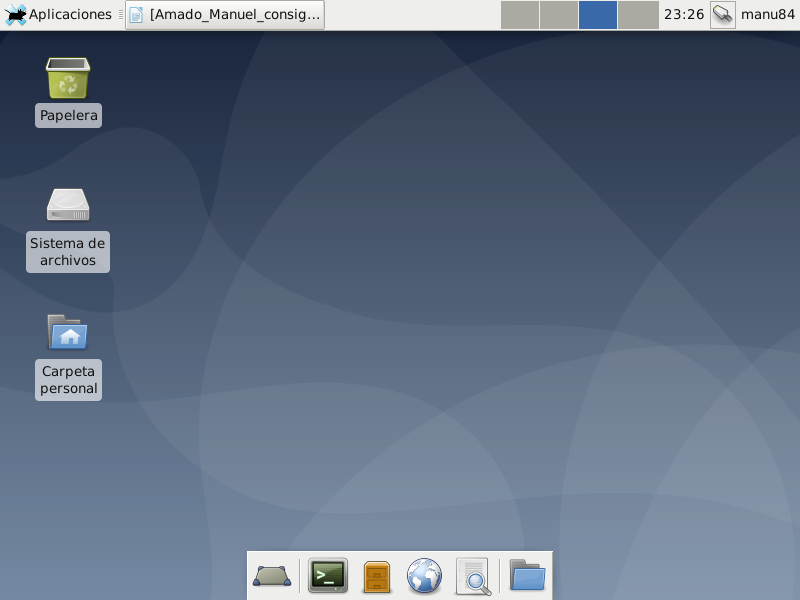 Aplicaciones
[Amado_Manuel_consig...
23:26
manu84
Papelera
Sistema de
archivos
Carpeta
personal
>_